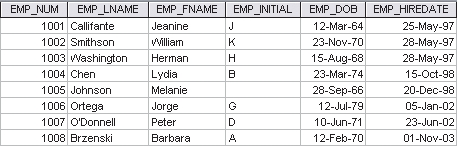 EMP_NUM EMP_LNAME EMP_FNAME EMP_INITIAL EMP_DOB EMP_HIREDATE
1001 Callifante Jeanine J 12-Mar-64 25-May-97
1002 Smithson William K 23-Nov-70 28-May-97
1003 Washington Herman H 15-Aug-68 28-May-97
1004 Chen Lydia B 23-Mar-74 15-Oct-98
1005 Johnson Melanie 28-Sep-66 20-Dec-98
1006 Ortega Jorge G 12-Jul-79 05-Jan-02
1007 O'Donnell Peter D 10-Jun-71 23-Jun-02
1008 Brzenski Barbara A 12-Feb-70 01-Nov-03